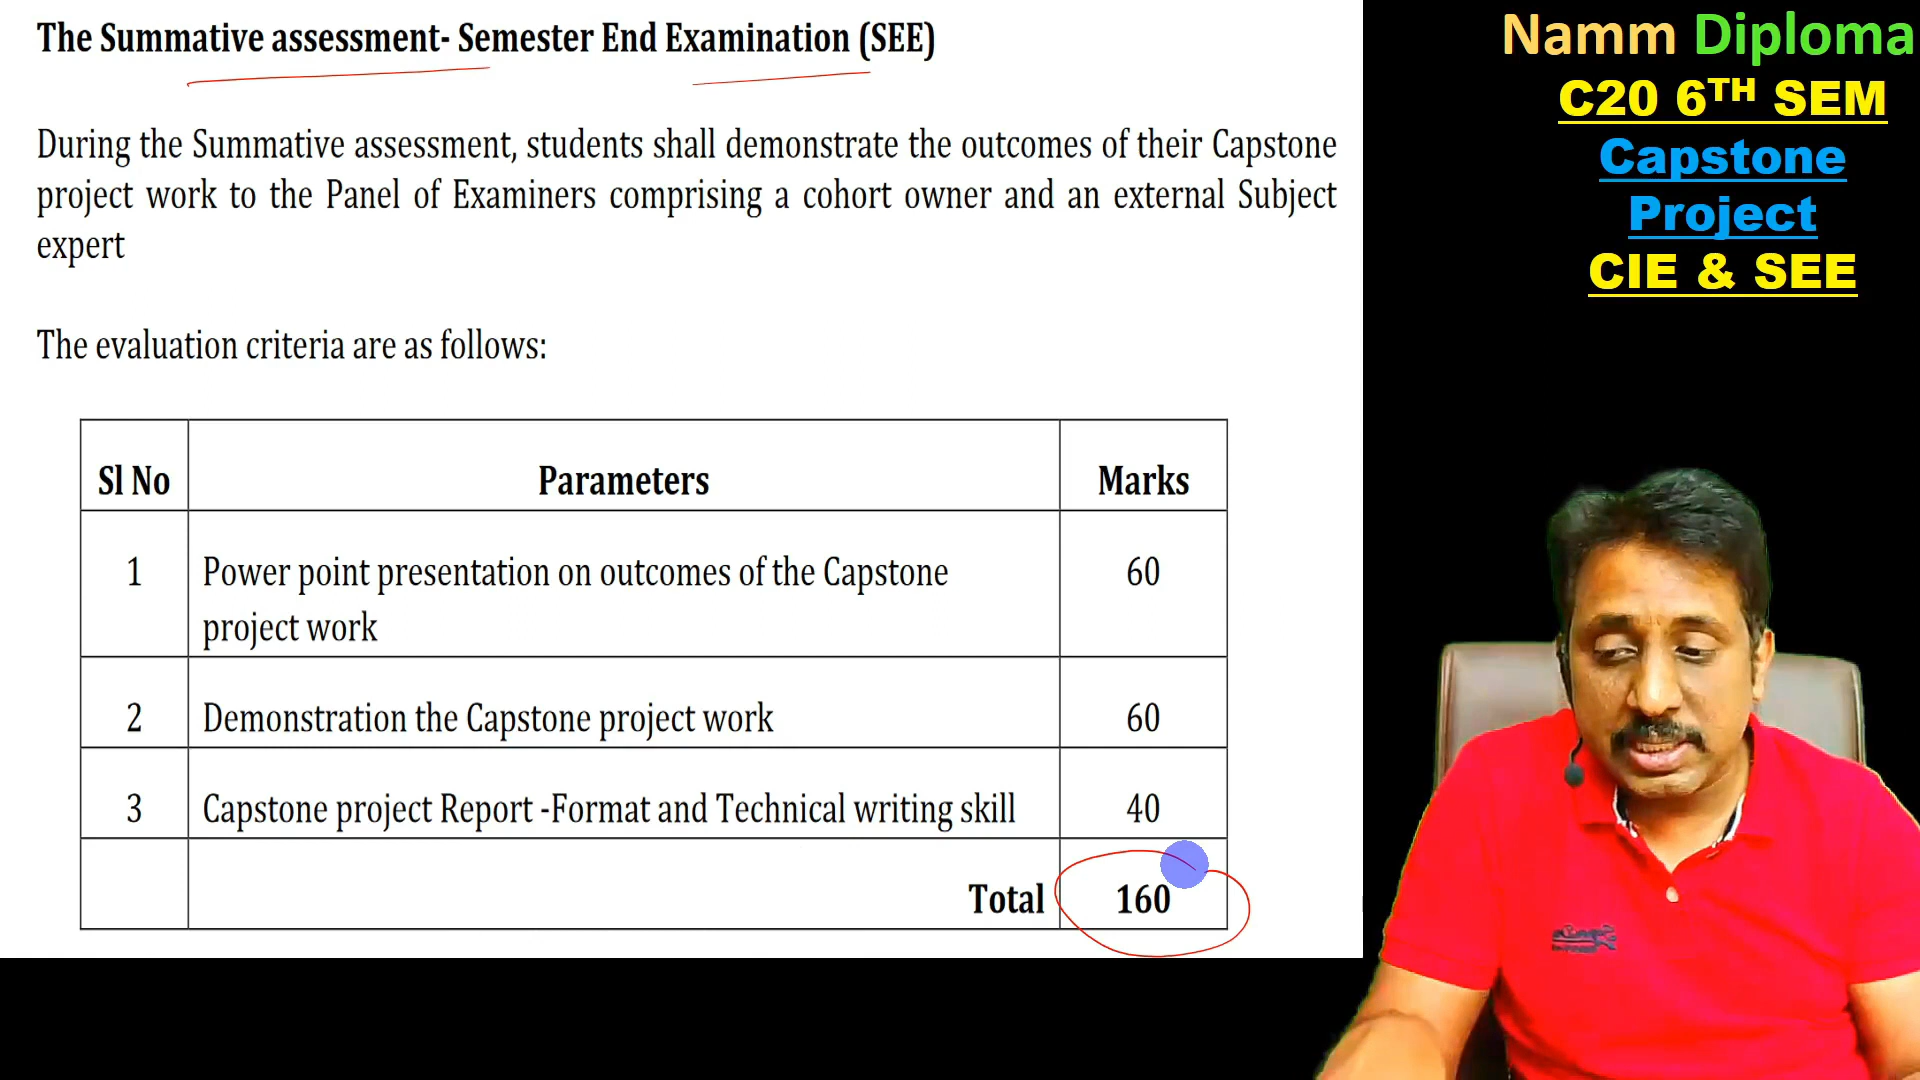 The Summative assessment- Semester End Examination (SEE)
During the Summative assessment, students shall demonstrate the outcomes of their Capstone
project work to the Panel of Examiners comprising a cohort owner and an external Subject
expert
The evaluation criteria are as follows:
Sl No Parameters Marks
1 Power point presentation on outcomes of the Capstone 60
project work
2 Demonstration the Capstone project work 60
3 Capstone project Report -Format and Technical writing skill 40
Total 160
Namm Diploma
C20 6TH SEM
Capstone
Project
CIE & SEE